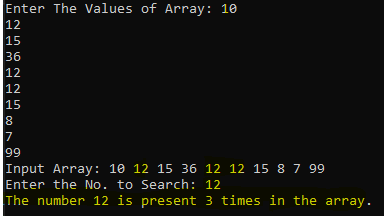 Enter The Values of Array: 10
12
15
36
12
12
15
8
7
99
Input Array: 10 12 15 36 12 12 15 8 7 99
Enter the No. to Search: 12
The number 12 is present 3 times in the array.